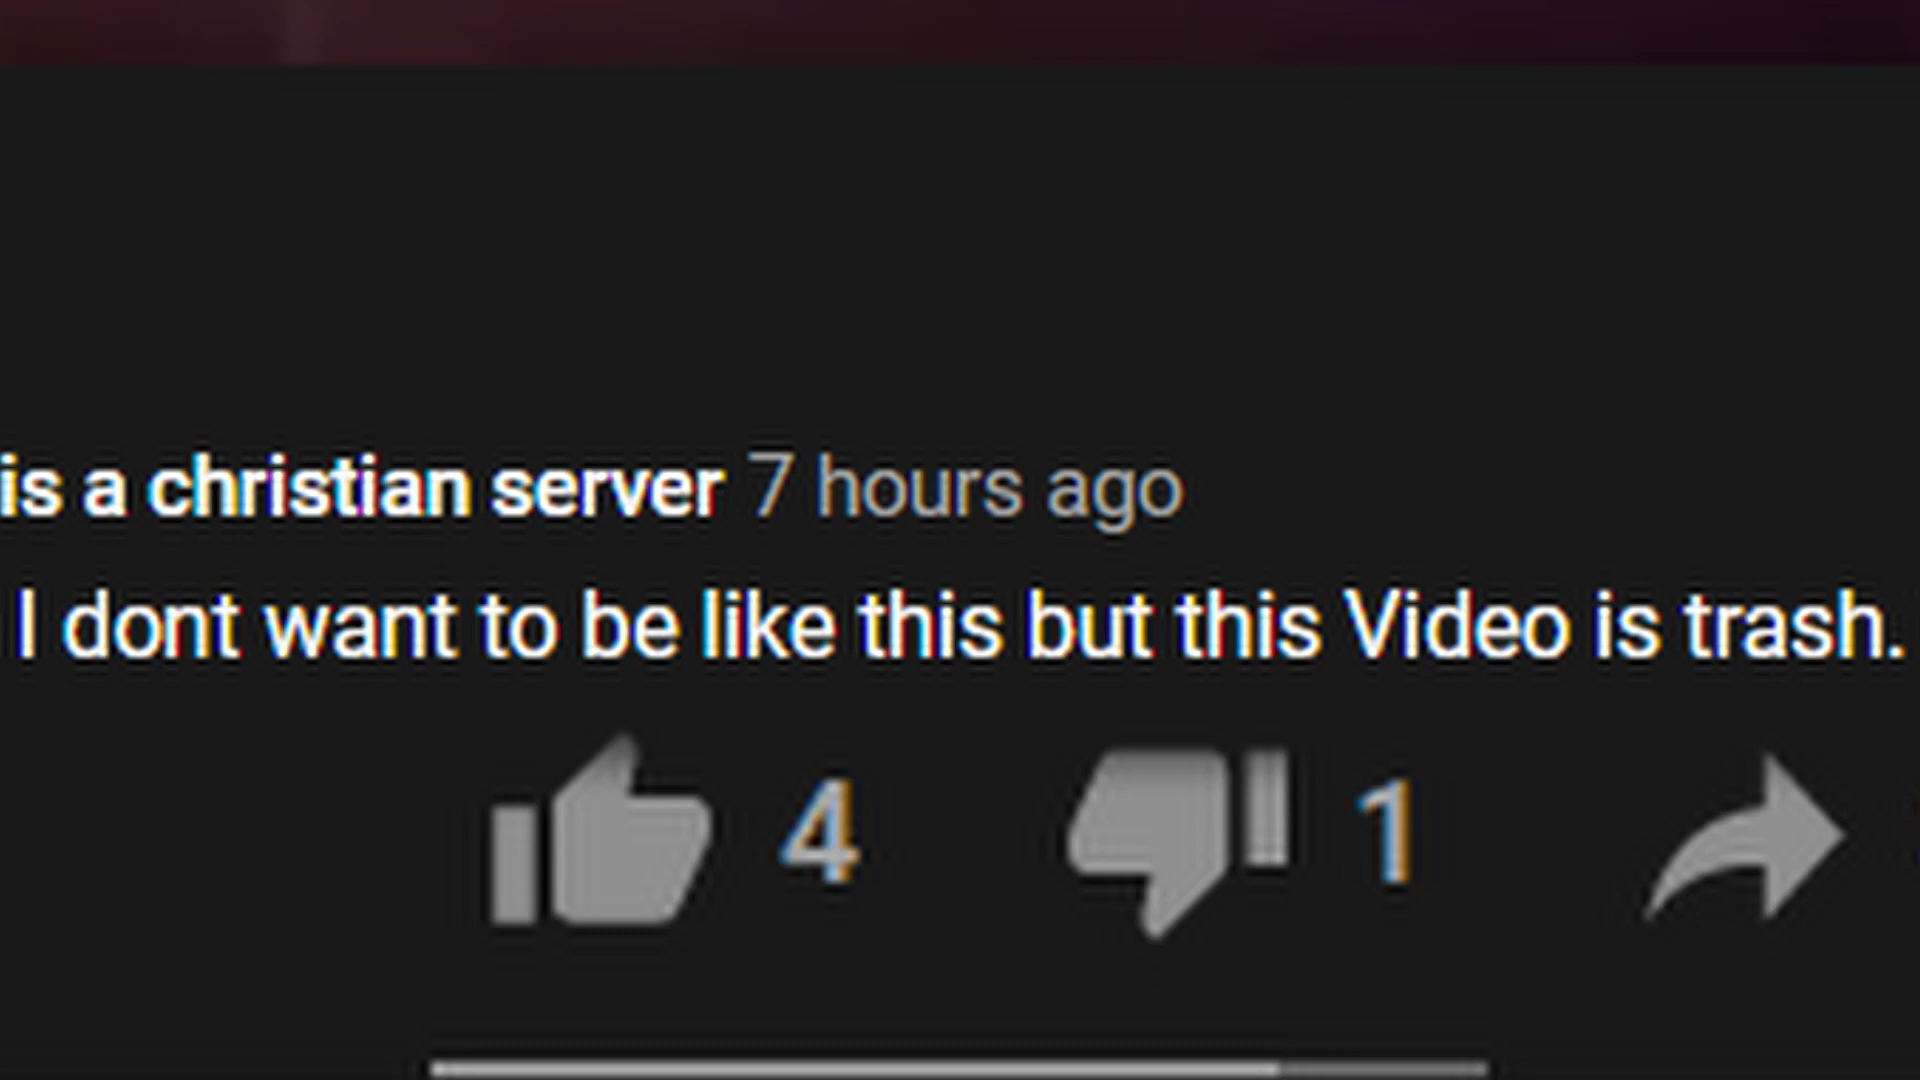 is a christian server 7 hours ago
I dont want to be like this but this Video is trash.
4 1